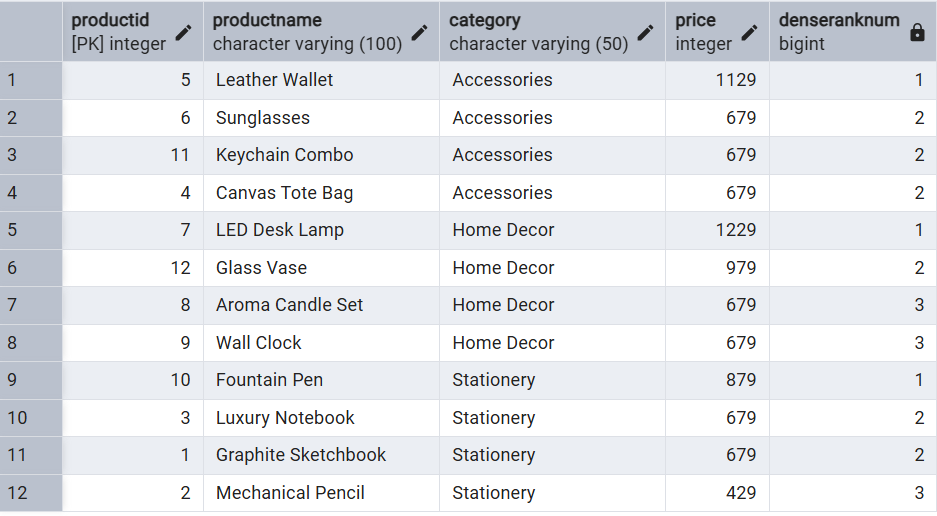 productid productname category price denseranknum
[PK] integer character varying (100) character varying (50) integer bigint
1 5 Leather Wallet Accessories 1129 1
2 6 Sunglasses Accessories 679 2
3 11 Keychain Combo Accessories 679 2
4 4 Canvas Tote Bag Accessories 679 2
5 7 LED Desk Lamp Home Decor 1229 1
6 12 Glass Vase Home Decor 979 2
7 8 Aroma Candle Set Home Decor 679 3
8 9 Wall Clock Home Decor 679 3
9 10 Fountain Pen Stationery 879 1
10 3 Luxury Notebook Stationery 679 2
11 1 Graphite Sketchbook Stationery 679 2
12 2 Mechanical Pencil Stationery 429 3